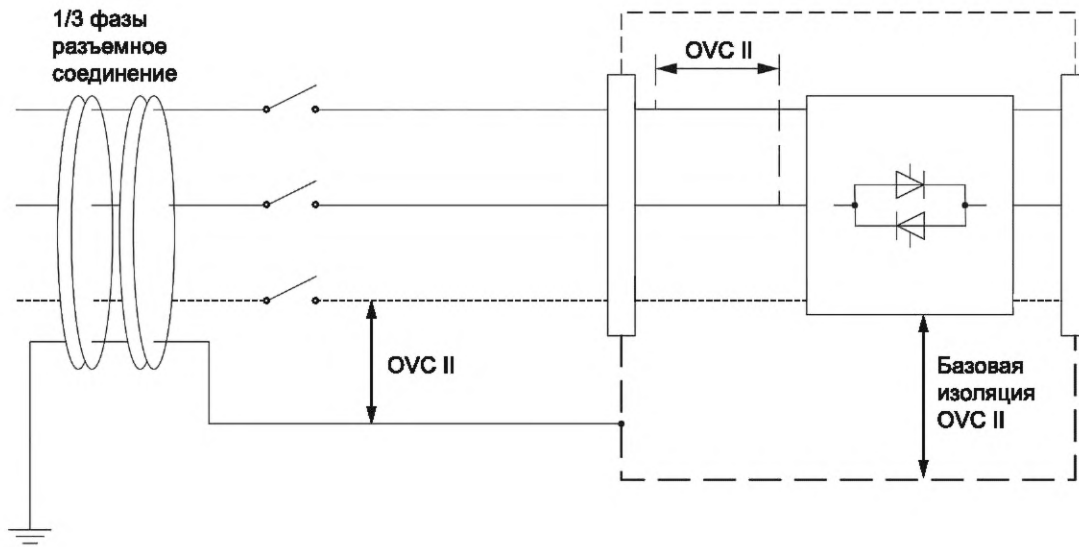 1/3 фазы
разъемное
соединение
OVC II
OVC II
Базовая
изоляция
OVC II